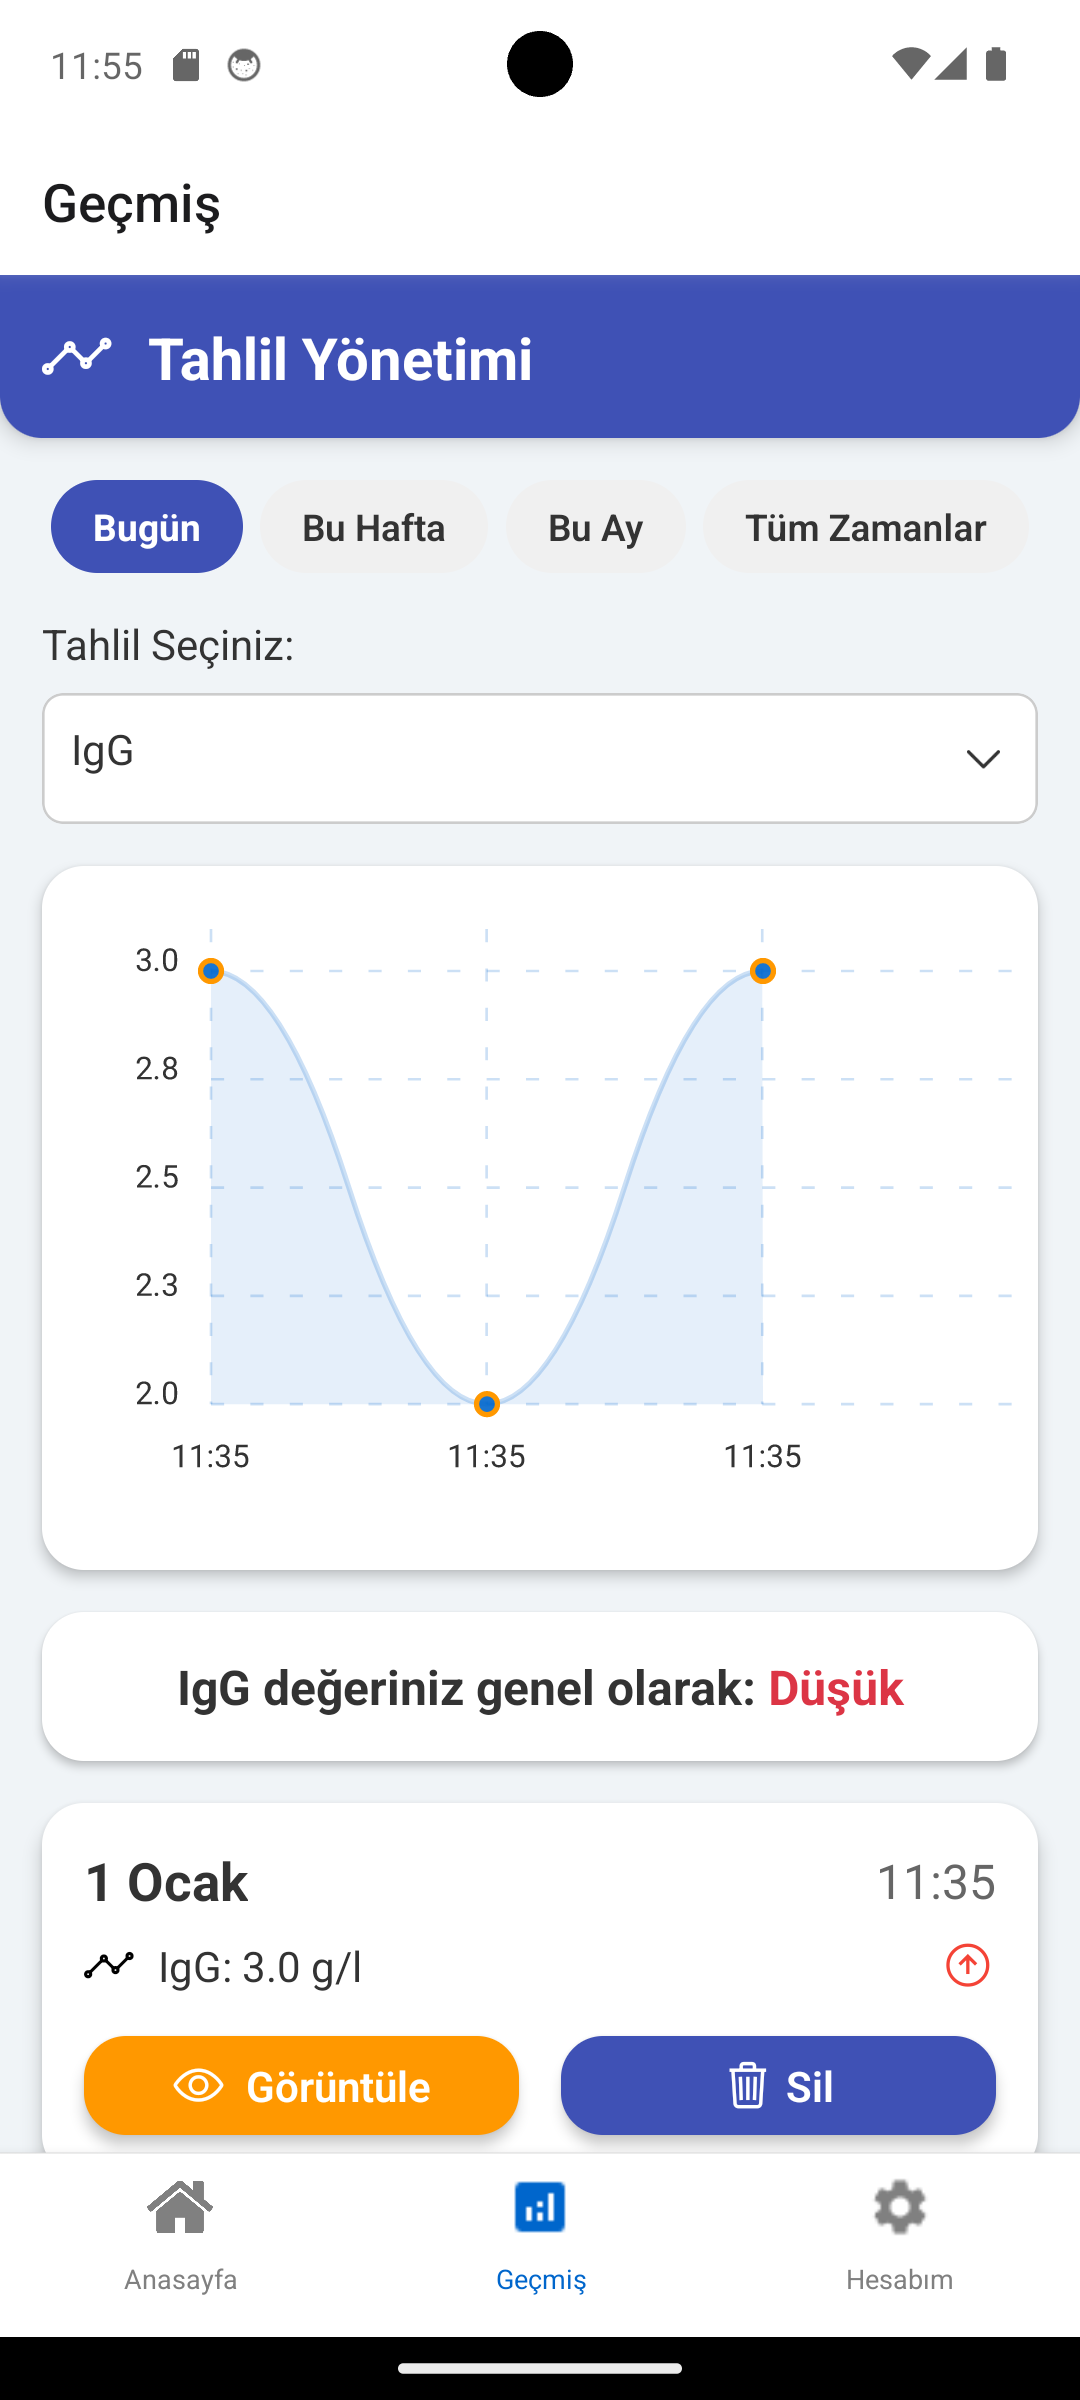 11:55
Geçmiş
Tahlil Yönetimi
Bugün Bu Hafta Bu Ay Tüm Zamanlar
Tahlil Seçiniz:
IgG
3.0
2.8
2.5
2.3
2.0
11:35 11:35 11:35
IgG değeriniz genel olarak: Düşük
1 Ocak 11:35
IgG: 3.0 g/l
Görüntüle Sil
Anasayfa Geçmiş Hesabım